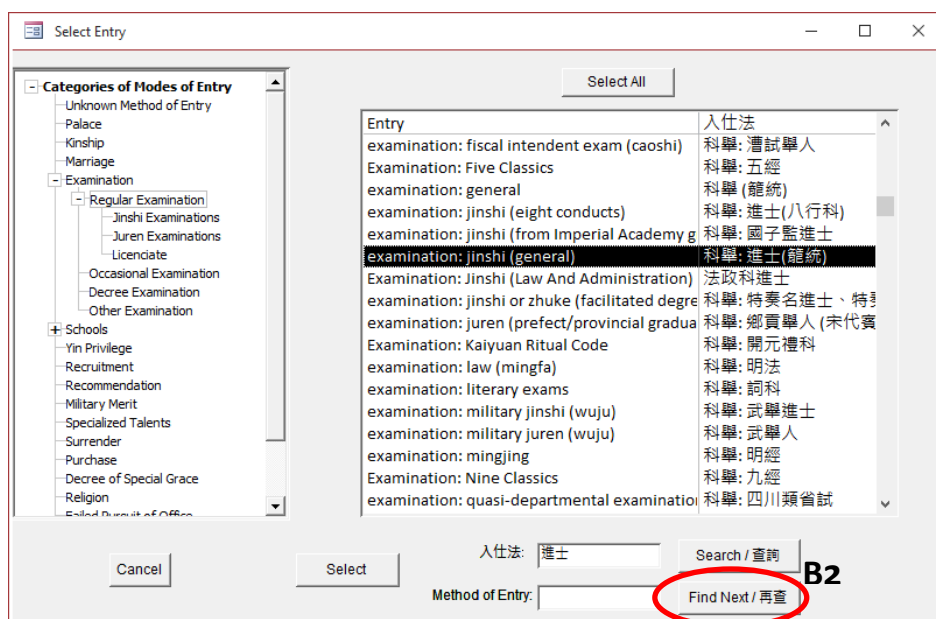 Select Entry
Categories of Modes of Entry
Unknown Method of Entry
Palace
Kinship
Marriage
Examination
Regular Examination
Jinshi Examinations
Juren Examinations
Licenciate
Occasional Examination
Decree Examination
Other Examination
Schools
Yin Privilege
Recruitment
Recommendation
Military Merit
Specialized Talents
Surrender
Purchase
Decree of Special Grace
Religion
Failed Pursuit of Office
Select All
Entry 入仕法
examination: fiscal intendent exam (caoshi) 科舉: 漕試舉人
Examination: Five Classics 科舉: 五經
examination: general 科舉 (籠統)
examination: jinshi (eight conducts) 科舉: 進士(八行科)
examination: jinshi (from Imperial Academy g 科舉: 國子監進士
examination: jinshi (general) 科舉: 進士(籠統)
Examination: Jinshi (Law And Administration) 法政科進士
examination: jinshi or zhuke (facilitated degre 科舉: 特奏名進士、特
examination: juren (prefect/provincial gradua 科舉: 鄉貢舉人 (宋代賓
Examination: Kaiyuan Ritual Code 科舉: 開元禮科
examination: law (mingfa) 科舉: 明法
examination: literary exams 科舉: 詞科
examination: military jinshi (wuju) 科舉: 武舉進士
examination: military juren (wuju) 科舉: 武舉人
examination: mingjing 科舉: 明經
Examination: Nine Classics 科舉: 九經
examination: quasi-departmental examination 科舉: 四川類省試
Cancel
Select
入仕法: 進士
Search / 查詢
B2
Method of Entry:
Find Next / 再查